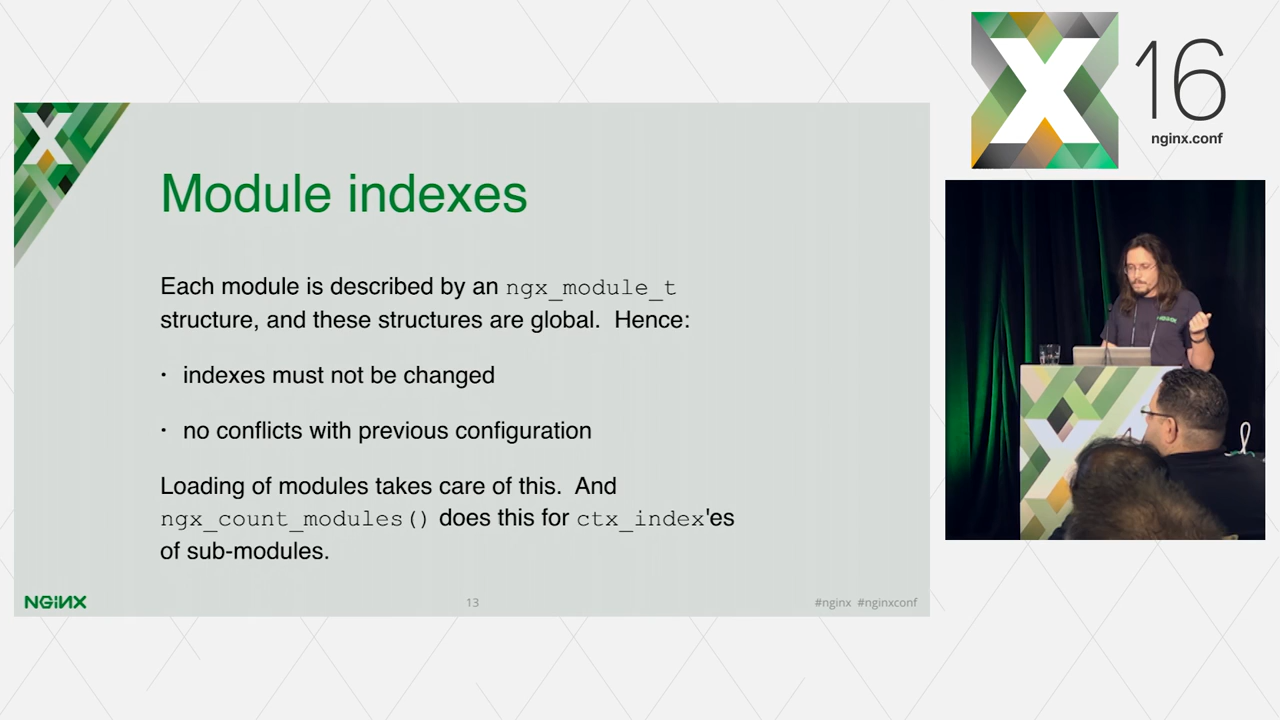 Module indexes
Each module is described by an ngx_module_t
structure, and these structures are global.  Hence:
· indexes must not be changed
· no conflicts with previous configuration
Loading of modules takes care of this.  And
ngx_count_modules() does this for ctx_index'es
of sub-modules.
NGINX
13
#nginx #nginxconf
X 16
nginx.conf